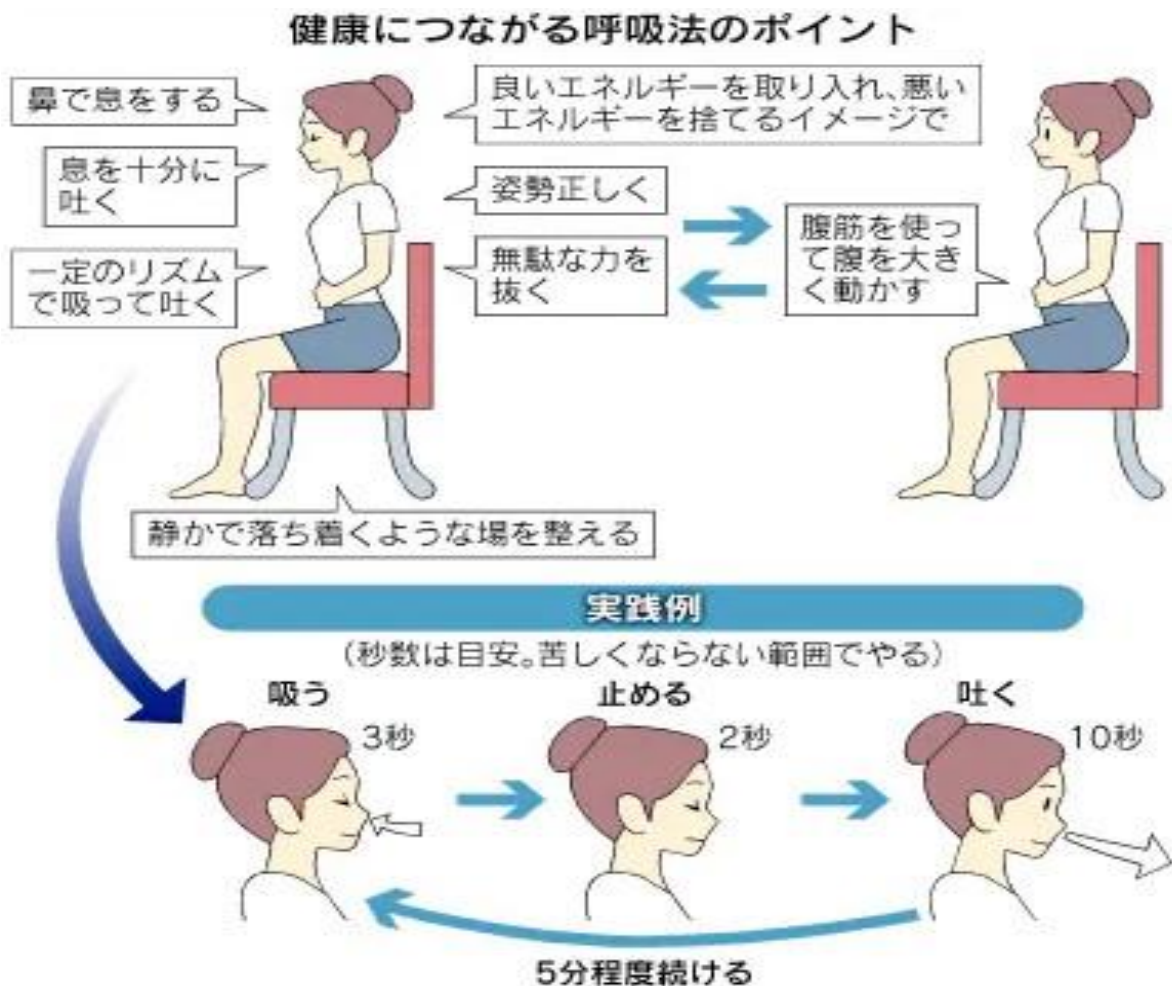 健康につながる呼吸法のポイント
鼻で息をする
息を十分に
吐く
一定のリズム
で吸って吐く
良いエネルギーを取り入れ、悪い
エネルギーを捨てるイメージで
姿勢正しく
無駄な力を
抜く
腹筋を使っ
て腹を大き
く動かす
静かで落ち着くような場を整える
実践例
(秒数は目安。苦しくならない範囲でやる)
吸う
3秒
止める
2秒
吐く
10秒
5分程度続ける